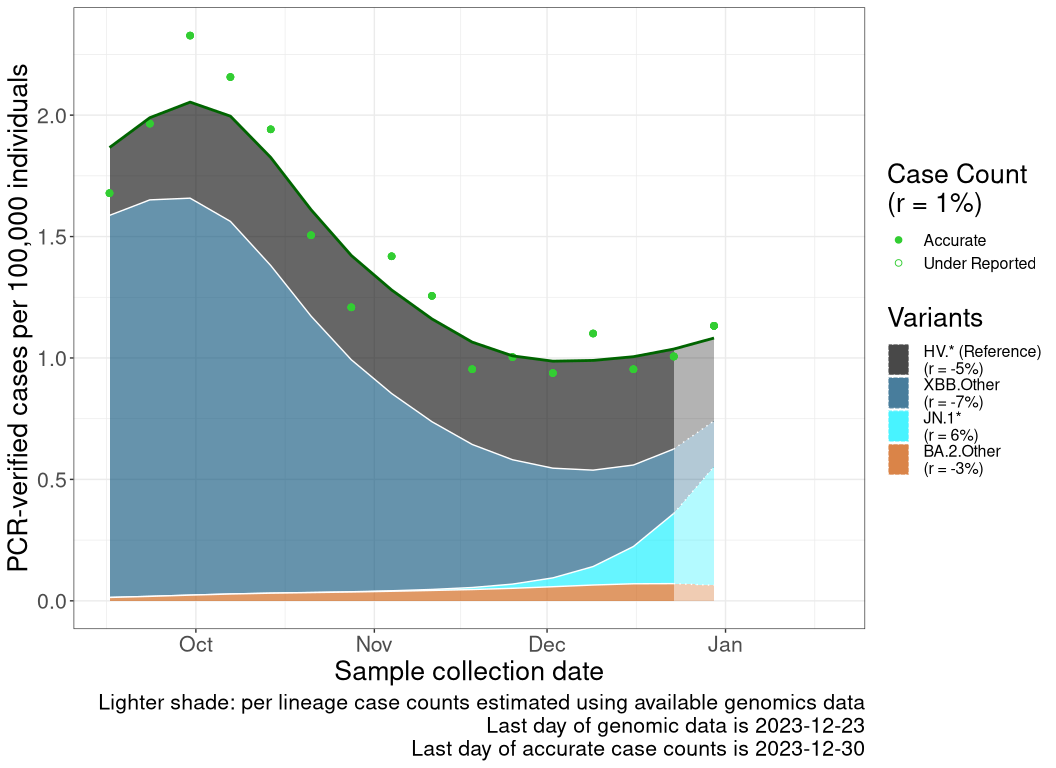 PCR-verified cases per 100,000 individuals
2.0
1.5
1.0
0.5
0.0
Oct
Nov
Dec
Jan
Sample collection date
Lighter shade: per lineage case counts estimated using available genomics data
Last day of genomic data is 2023-12-23
Last day of accurate case counts is 2023-12-30
Case Count
(r = 1%)
Accurate
Under Reported
Variants
HV.* (Reference)
(r = -5%)
XBB.Other
(r = -7%)
JN.1*
(r = 6%)
BA.2.Other
(r = -3%)